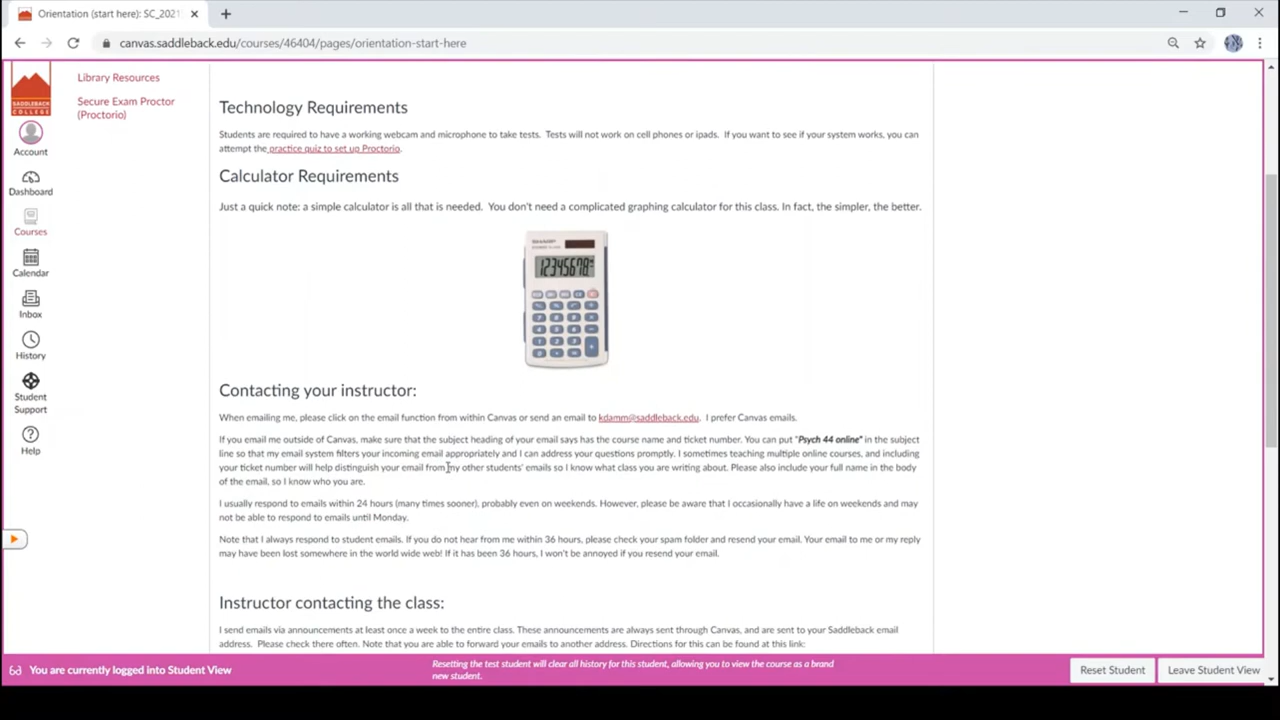 Orientation (start here): SC_2021
canvas.saddleback.edu/courses/46404/pages/orientation-start-here
SADDLEBACK
COLLEGE
Account
Dashboard
Courses
Calendar
Inbox
History
Student
Support
Help
Library Resources
Secure Exam Proctor
(Proctorio)
Technology Requirements
Students are required to have a working webcam and microphone to take tests. Tests will not work on cell phones or ipads. If you want to see if your system works, you can
attempt the practice quiz to set up Proctorio.
Calculator Requirements
Just a quick note: a simple calculator is all that is needed. You don't need a complicated graphing calculator for this class. In fact, the simpler, the better.
SHARP
12345678
Contacting your instructor:
When emailing me, please click on the email function from within Canvas or send an email to kdamm@saddleback.edu. I prefer Canvas emails.
If you email me outside of Canvas, make sure that the subject heading of your email says has the course name and ticket number. You can put "Psych 44 online" in the subject
line so that my email system filters your incoming email appropriately and I can address your questions promptly. I sometimes teaching multiple online courses, and including
your ticket number will help distinguish your email from my other students' emails so I know what class you are writing about. Please also include your full name in the body
of the email, so I know who you are.
I usually respond to emails within 24 hours (many times sooner), probably even on weekends. However, please be aware that I occasionally have a life on weekends and may
not be able to respond to emails until Monday.
Note that I always respond to student emails. If you do not hear from me within 36 hours, please check your spam folder and resend your email. Your email to me or my reply
may have been lost somewhere in the world wide web! If it has been 36 hours, I won't be annoyed if you resend your email.
Instructor contacting the class:
I send emails via announcements at least once a week to the entire class. These announcements are always sent through Canvas, and are sent to your Saddleback email
address. Please check there often. Note that you are able to forward your emails to another address. Directions for this can be found at this link:
You are currently logged into Student View
Resetting the test student will clear all history for this student, allowing you to view the course as a brand
new student.
Reset Student
Leave Student View